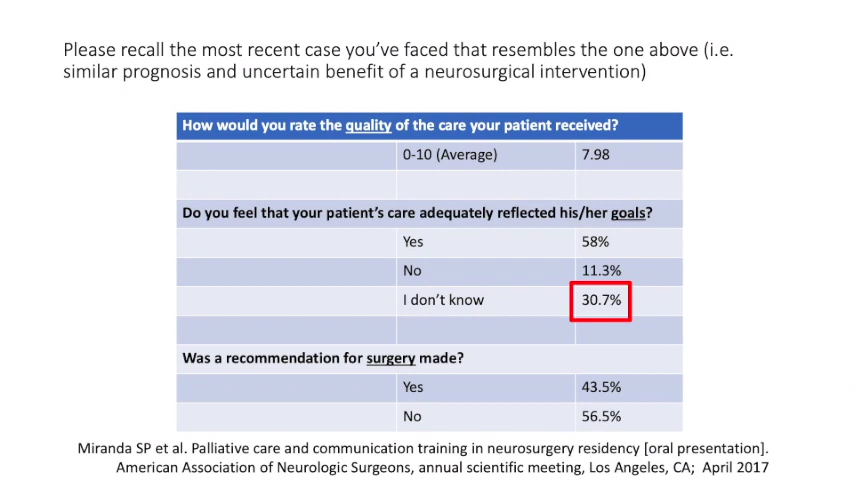 Please recall the most recent case you’ve faced that resembles the one above (i.e.
similar prognosis and uncertain benefit of a neurosurgical intervention)
How would you rate the quality of the care your patient received?
0-10 (Average) 7.98
Do you feel that your patient’s care adequately reflected his/her goals?
Yes 58%
No 11.3%
I don’t know 30.7%
Was a recommendation for surgery made?
Yes 43.5%
No 56.5%
Miranda SP et al. Palliative care and communication training in neurosurgery residency [oral presentation].
American Association of Neurologic Surgeons, annual scientific meeting, Los Angeles, CA; April 2017